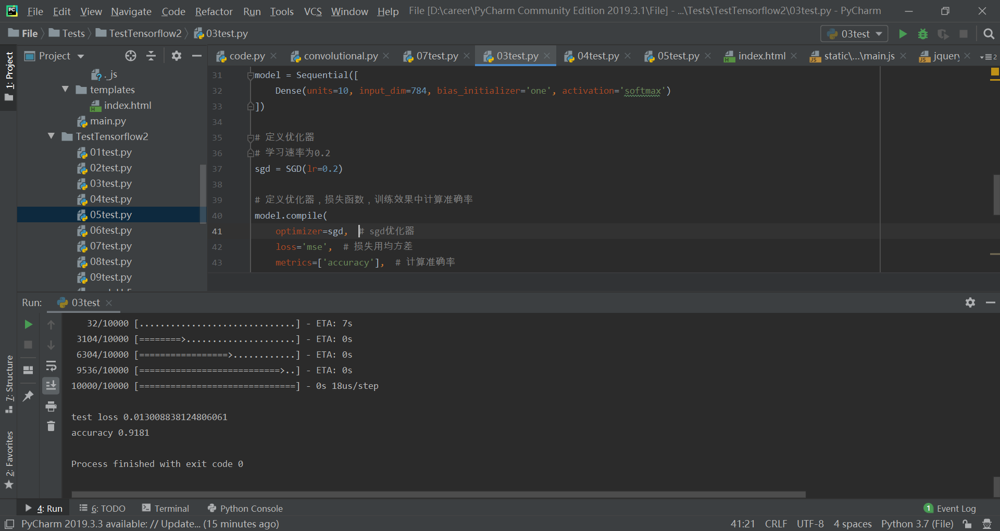 File Edit View Navigate Code Refactor Run Tools VCS Window Help File [D:\career\PyCharm Community Edition 2019.3.1\File] - ...\Tests\TestTensorflow2\03test.py - PyCharm
File Tests TestTensorflow2 03test.py 03test
1: Project
Project
code.py convolutional.py 07test.py 03test.py 04test.py 05test.py index.html static\...\main.js jquery 2
._js
templates
index.html
main.py
TestTensorflow2
01test.py
02test.py
03test.py
04test.py
05test.py
06test.py
07test.py
08test.py
09test.py
31 model = Sequential([
32 Dense(units=10, input_dim=784, bias_initializer='one', activation='softmax')
33 ])
34
35 # 定义优化器
36 # 学习速率为0.2
37 sgd = SGD(lr=0.2)
38
39 # 定义优化器，损失函数，训练效果中计算准确率
40 model.compile(
41 optimizer=sgd, # sgd优化器
42 loss='mse', # 损失用均方差
43 metrics=['accuracy'], # 计算准确率
Run: 03test
32/10000 [..............................] - ETA: 7s
3104/10000 [========>.....................] - ETA: 0s
6304/10000 [=================>............] - ETA: 0s
9536/10000 [===========================>..] - ETA: 0s
10000/10000 [==============================] - 0s 18us/step
test loss 0.013008838124806061
accuracy 0.9181
Process finished with exit code 0
7: Structure
2: Favorites
4: Run 6: TODO Terminal Python Console 1 Event Log
PyCharm 2019.3.3 available: // Update... (15 minutes ago) 41:21 CRLF UTF-8 4 spaces Python 3.7 (File)